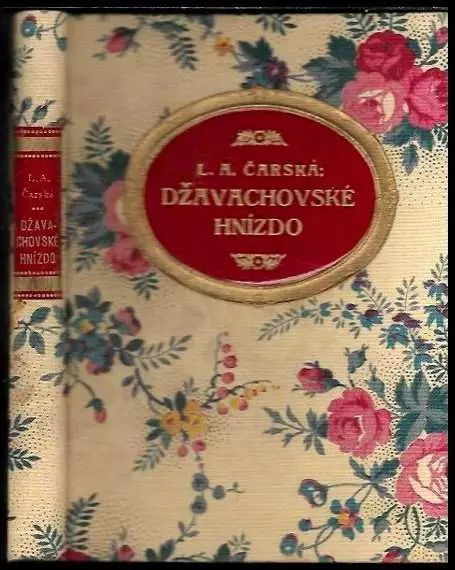 L. A. ČARSKÁ:
DŽAVACHOVSKÉ
HNÍZDO
L. A.
Čarská
DŽAVA-
CHOVSKÉ
HNÍZDO